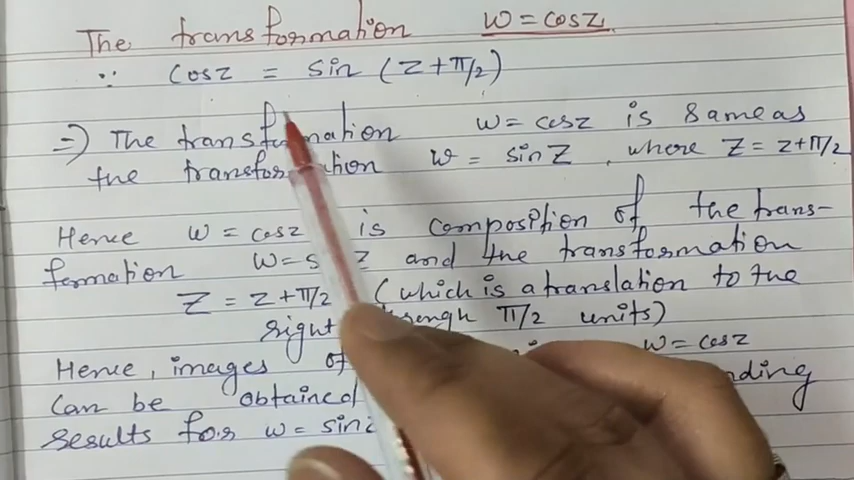 The transformation w = cosz
∵ cosz = sin (z+π/2)
⇒ The transformation w = cosz is same as
the transformation w = sinZ, where Z = z+π/2
Hence w = cosz is composition of the trans-
formation w = s z and the transformation
Z = z+π/2 (which is a translation to the
right through π/2 units)
Hence, images of w = cosz
can be obtained nding
results for w = sin